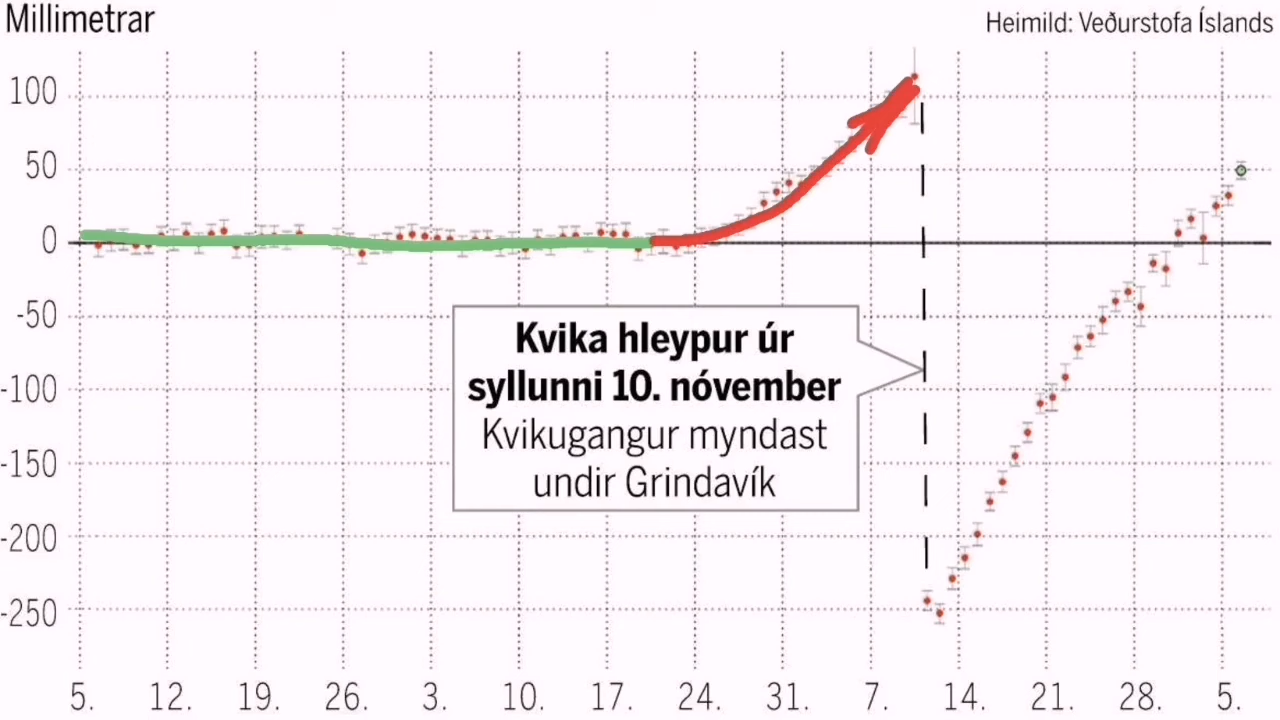 Millimetrar
Heimild: Veðurstofa Íslands
100
50
0
-50
-100
-150
-200
-250
Kvika hleypur úr
syllunni 10. nóvember
Kvikugangur myndast
undir Grindavík
5. 12. 19. 26. 3. 10. 17. 24. 31. 7. 14. 21. 28. 5.